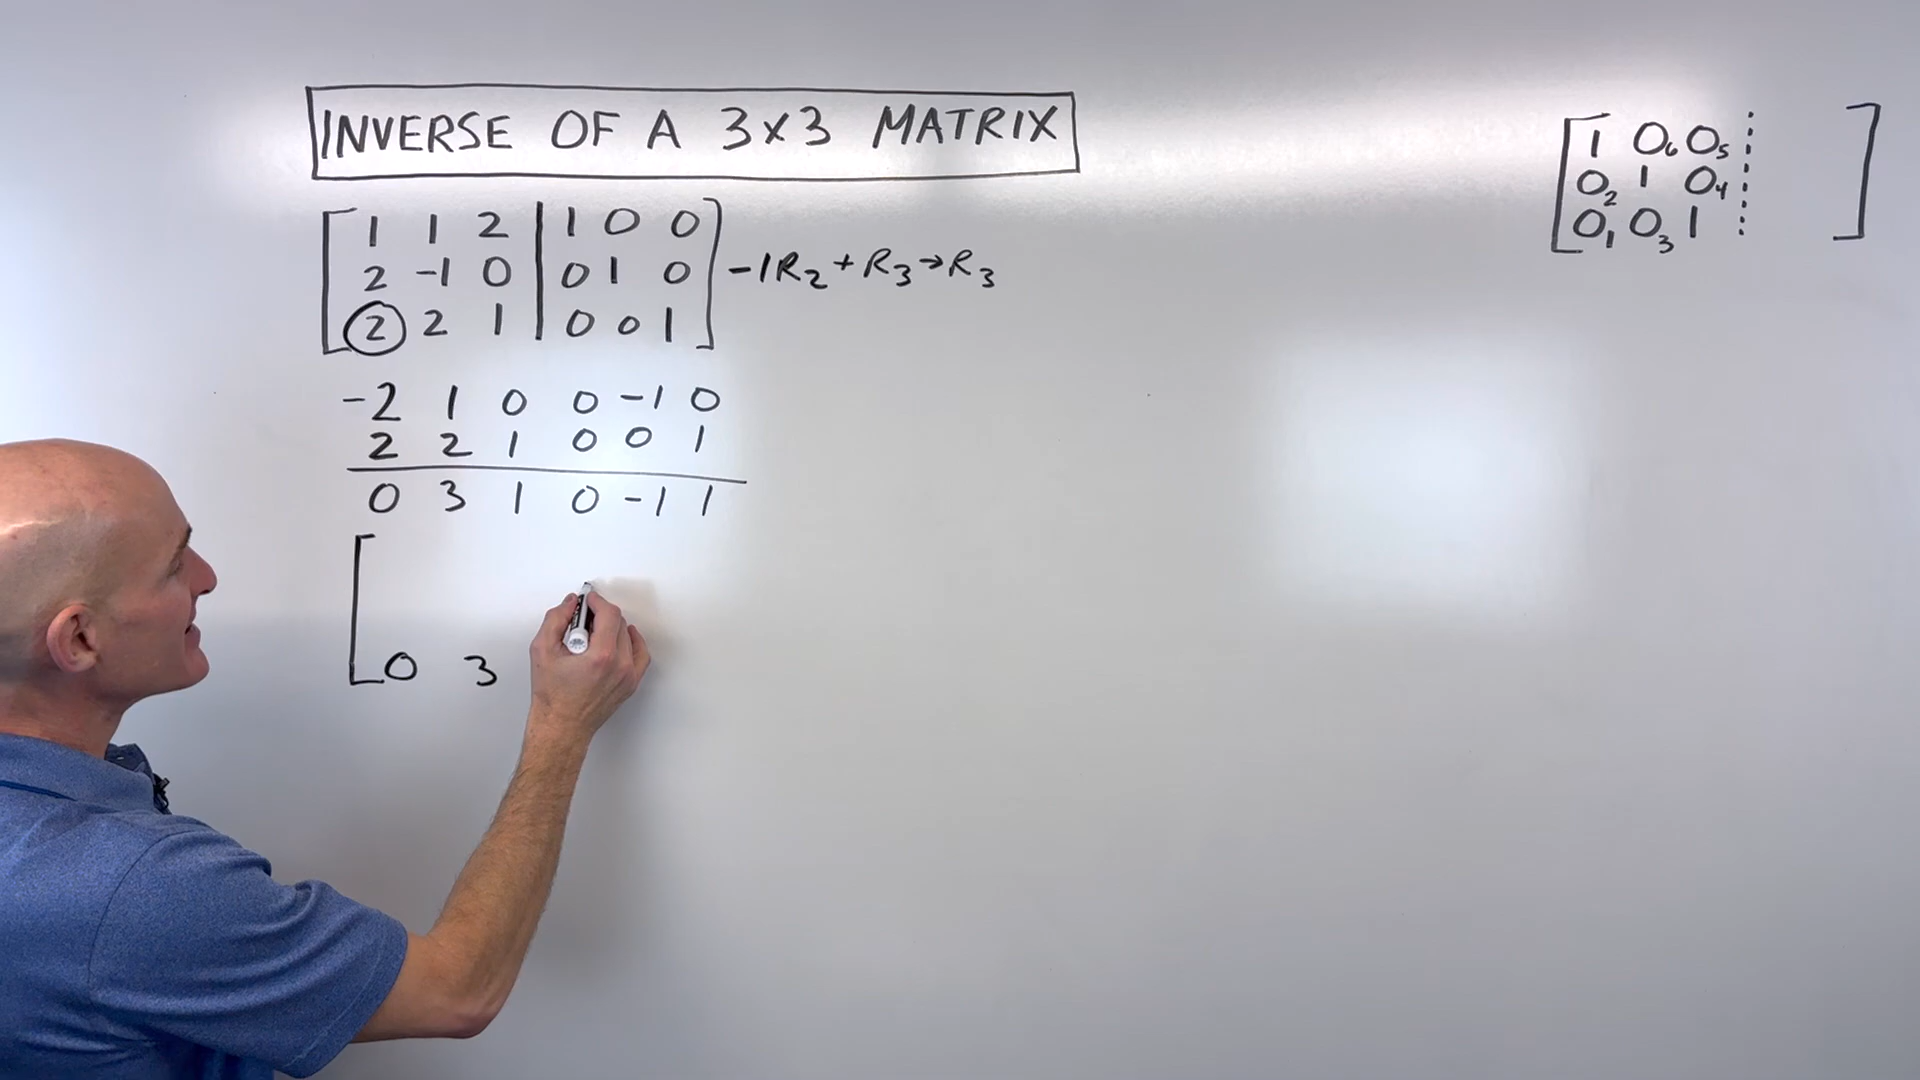 INVERSE OF A 3x3 MATRIX
1 1 2 | 1 0 0
2 -1 0 | 0 1 0 -1R₂ + R₃ → R₃
2 2 1 | 0 0 1
-2 1 0 0 -1 0
2 2 1 0 0 1
0 3 1 0 -1 1
0 3
1 0₆ 0₅
0₂ 1 0₄
0₁ 0₃ 1